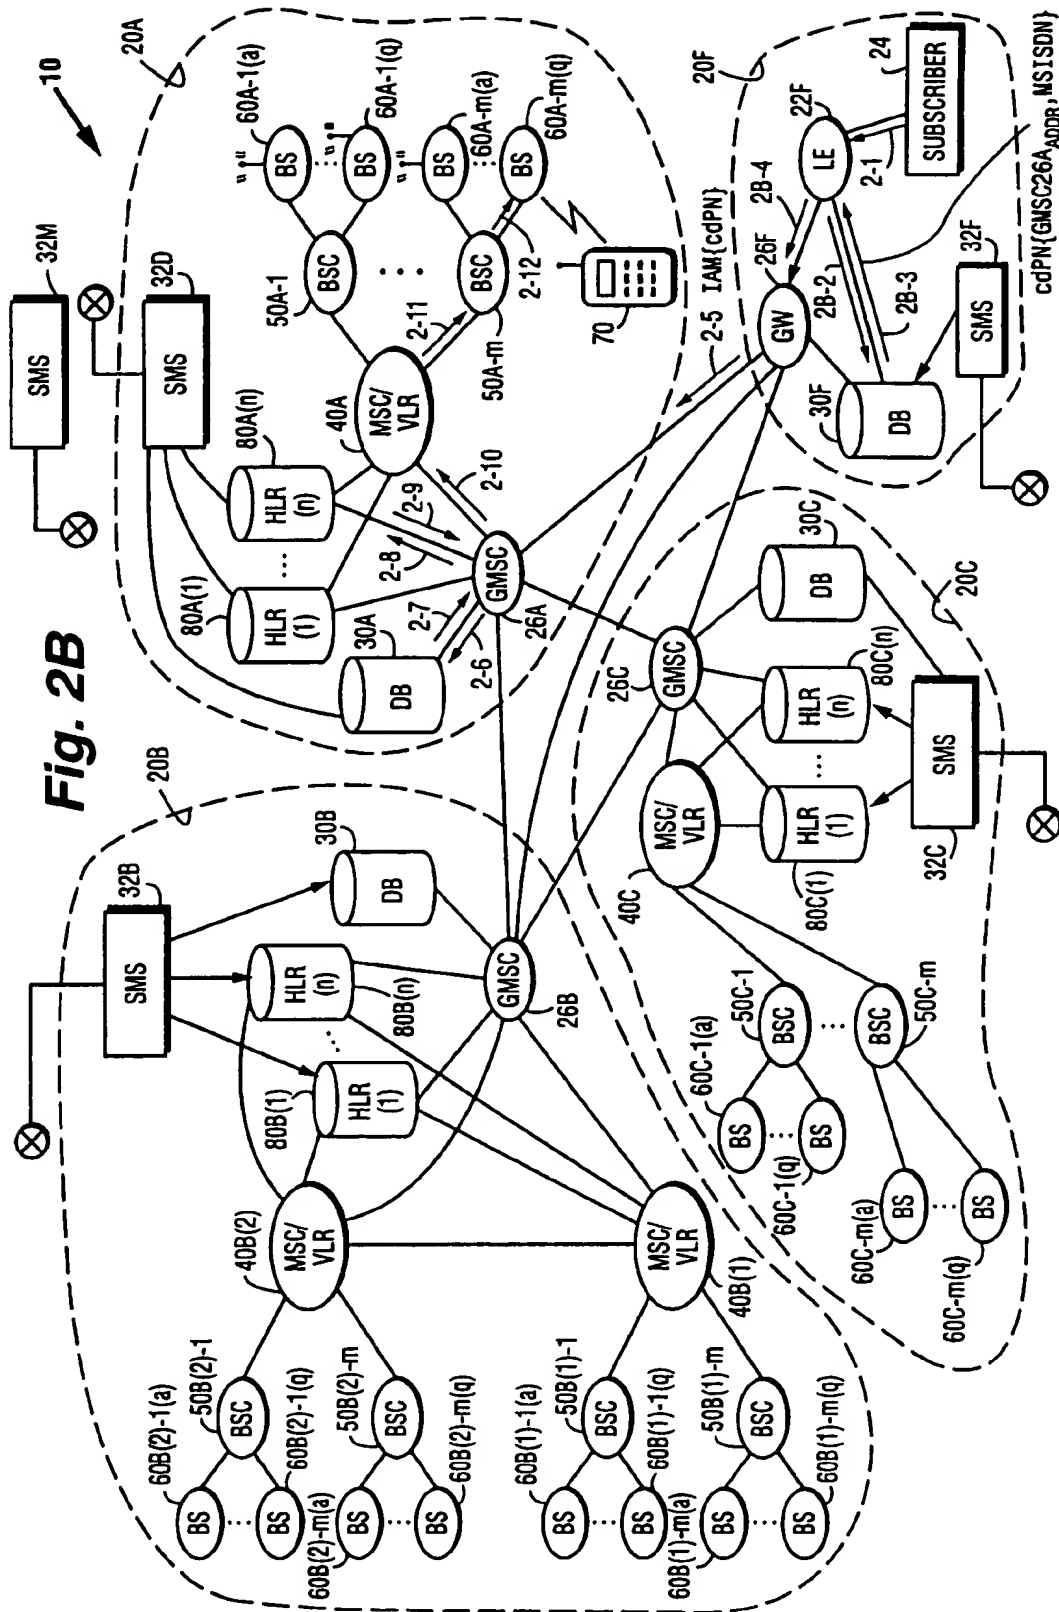 Fig. 2B
10
20A
20B
20C
20F
SMS
32M
SMS
32D
80A(n)
HLR
(n)
80A(1)
HLR
(1)
30A
DB
2-6
2-7
2-8
2-9
2-10
GMSC
26A
MSC/
VLR
40A
50A-1
BSC
BSC
50A-m
2-11
2-12
60A-1(a)
BS
BS
60A-1(q)
60A-m(a)
BS
BS
60A-m(q)
70
2-5 IAM{cdPN}
GW
26F
2B-4
LE
22F
2-1
24
SUBSCRIBER
2B-2
2B-3
30F
DB
SMS
32F
cdPN{GMSC26A_ADDR,MSISDN}
32B
SMS
30B
DB
HLR
(n)
80B(n)
80B(1)
HLR
(1)
GMSC
26B
40B(2)
MSC/
VLR
MSC/
VLR
40B(1)
60B(2)-1(a)
BS
50B(2)-1
BSC
BS
60B(2)-1(q)
50B(2)-m
BSC
BS
60B(2)-m(a)
BS
60B(2)-m(q)
60B(1)-1(a)
BS
50B(1)-1
BSC
BS
60B(1)-1(q)
50B(1)-m
BSC
BS
60B(1)-m(a)
BS
60B(1)-m(q)
26C
GMSC
30C
DB
40C
MSC/
VLR
HLR
(n)
80C(n)
HLR
(1)
80C(1)
SMS
32C
50C-1
BSC
BSC
50C-m
60C-1(a)
BS
BS
60C-1(q)
60C-m(a)
BS
BS
60C-m(q)